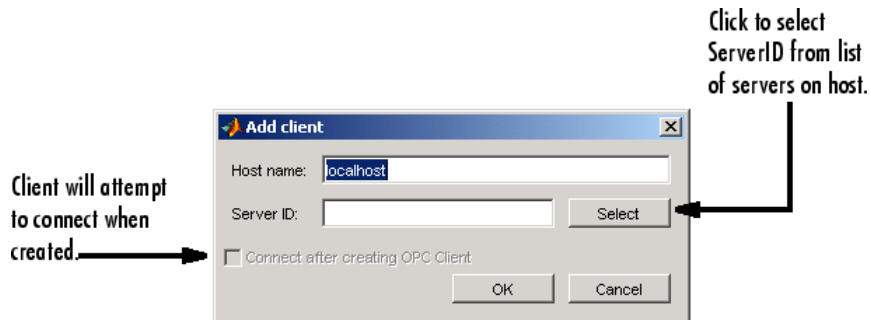 Click to select
ServerID from list
of servers on host.
Add client
Host name: localhost
Client will attempt
to connect when
created.
Server ID:
Select
Connect after creating OPC Client
OK
Cancel